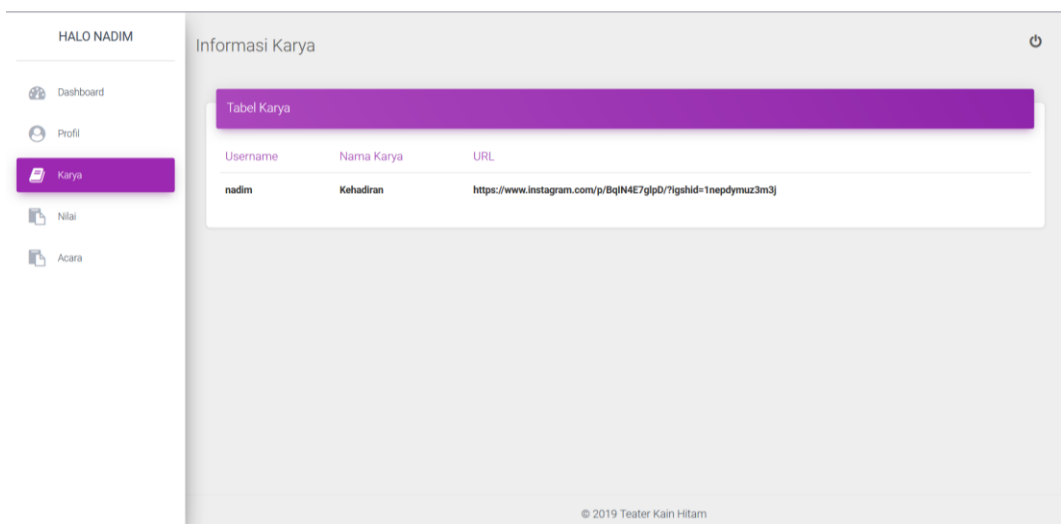 HALO NADIM
Informasi Karya
Dashboard
Profil
Karya
Nilai
Acara
Tabel Karya
Username Nama Karya URL
nadim Kehadiran https://www.instagram.com/p/BqlN4E7glpD/?igshid=1nepdymuz3m3j
© 2019 Teater Kain Hitam